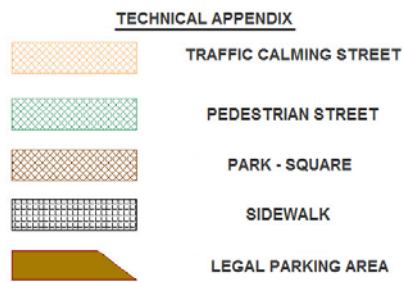 TECHNICAL APPENDIX
TRAFFIC CALMING STREET
PEDESTRIAN STREET
PARK - SQUARE
SIDEWALK
LEGAL PARKING AREA